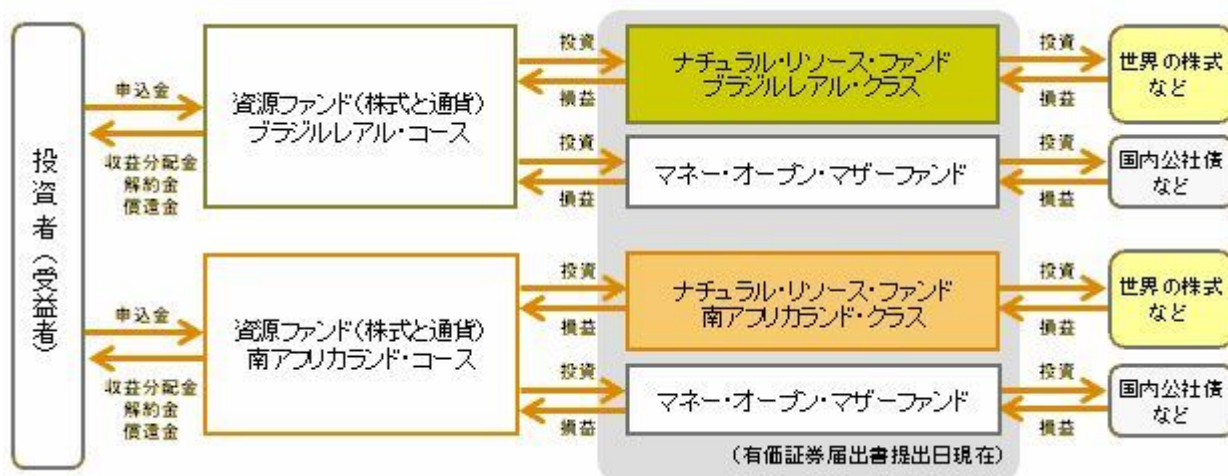 投資者(受益者)
申込金
収益分配金
解約金
償還金
資源ファンド(株式と通貨)
ブラジルレアル・コース
投資
損益
投資
損益
ナチュラル・リソース・ファンド
ブラジルレアル・クラス
マネー・オープン・マザーファンド
投資
損益
投資
損益
世界の株式
など
国内公社債
など
申込金
収益分配金
解約金
償還金
資源ファンド(株式と通貨)
南アフリカランド・コース
投資
損益
投資
損益
ナチュラル・リソース・ファンド
南アフリカランド・クラス
マネー・オープン・マザーファンド
投資
損益
投資
損益
世界の株式
など
国内公社債
など
(有価証券届出書提出日現在)